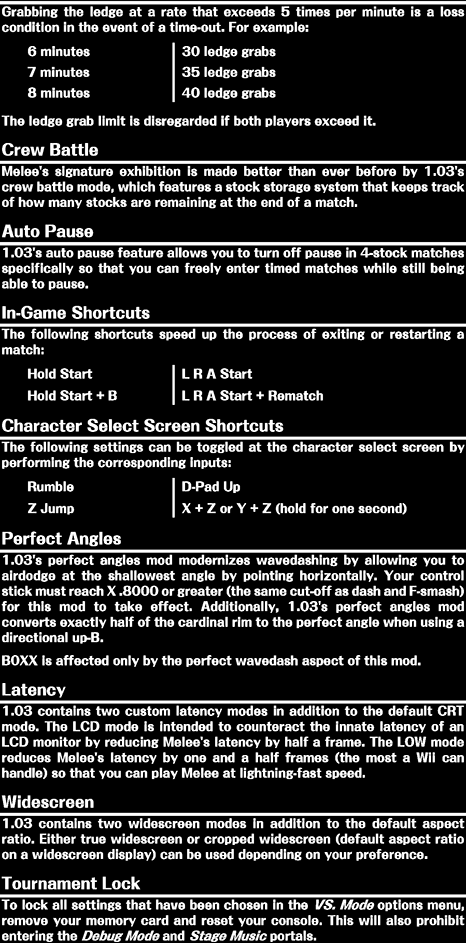 Grabbing the ledge at a rate that exceeds 5 times per minute is a loss
condition in the event of a time-out. For example:
6 minutes 30 ledge grabs
7 minutes 35 ledge grabs
8 minutes 40 ledge grabs
The ledge grab limit is disregarded if both players exceed it.
Crew Battle
Melee's signature exhibition is made better than ever before by 1.03's
crew battle mode, which features a stock storage system that keeps track
of how many stocks are remaining at the end of a match.
Auto Pause
1.03's auto pause feature allows you to turn off pause in 4-stock matches
specifically so that you can freely enter timed matches while still being
able to pause.
In-Game Shortcuts
The following shortcuts speed up the process of exiting or restarting a
match:
Hold Start L R A Start
Hold Start + B L R A Start + Rematch
Character Select Screen Shortcuts
The following settings can be toggled at the character select screen by
performing the corresponding inputs:
Rumble D-Pad Up
Z Jump X + Z or Y + Z (hold for one second)
Perfect Angles
1.03's perfect angles mod modernizes wavedashing by allowing you to
airdodge at the shallowest angle by pointing horizontally. Your control
stick must reach X .8000 or greater (the same cut-off as dash and F-smash)
for this mod to take effect. Additionally, 1.03's perfect angles mod
converts exactly half of the cardinal rim to the perfect angle when using a
directional up-B.
B0XX is affected only by the perfect wavedash aspect of this mod.
Latency
1.03 contains two custom latency modes in addition to the default CRT
mode. The LCD mode is intended to counteract the innate latency of an
LCD monitor by reducing Melee's latency by half a frame. The LOW mode
reduces Melee's latency by one and a half frames (the most a Wii can
handle) so that you can play Melee at lightning-fast speed.
Widescreen
1.03 contains two widescreen modes in addition to the default aspect
ratio. Either true widescreen or cropped widescreen (default aspect ratio
on a widescreen display) can be used depending on your preference.
Tournament Lock
To lock all settings that have been chosen in the VS. Mode options menu,
remove your memory card and reset your console. This will also prohibit
entering the Debug Mode and Stage Music portals.